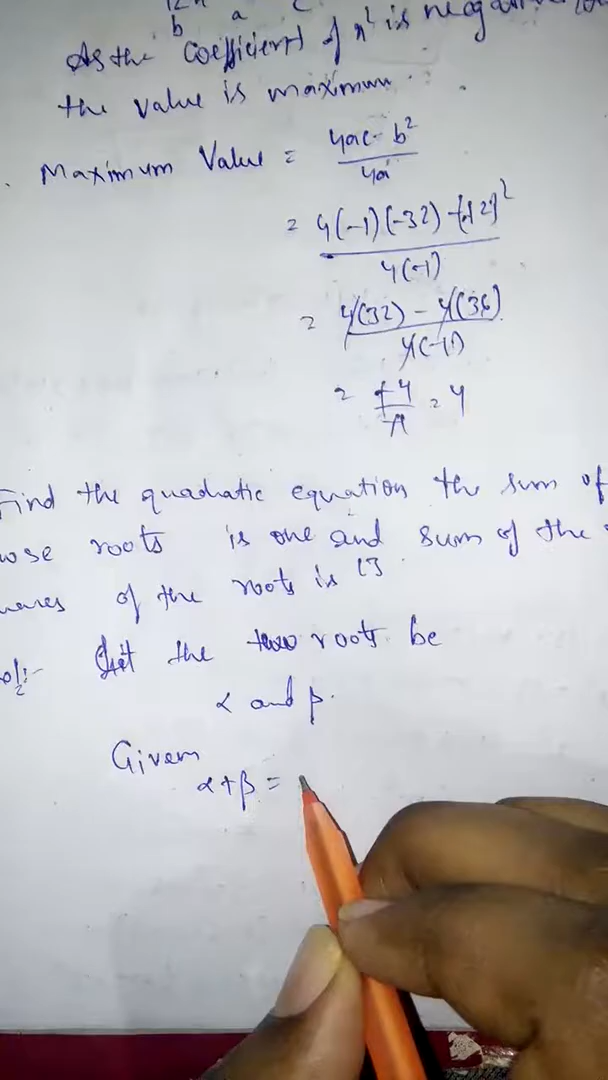 b a c
As the coefficient of x² is negative
the value is maximum.
Maximum Value = 4ac - b² / 4a
= 4(-1)(-32) - (12)² / 4(-1)
= 4(32) - 4(36) / 4(-1)
= -4 / -1 = 4
Find the quadratic equation the sum of
whose roots is one and sum of the
of the roots is 13.
Let the two roots be
α and β.
Given
α+β =